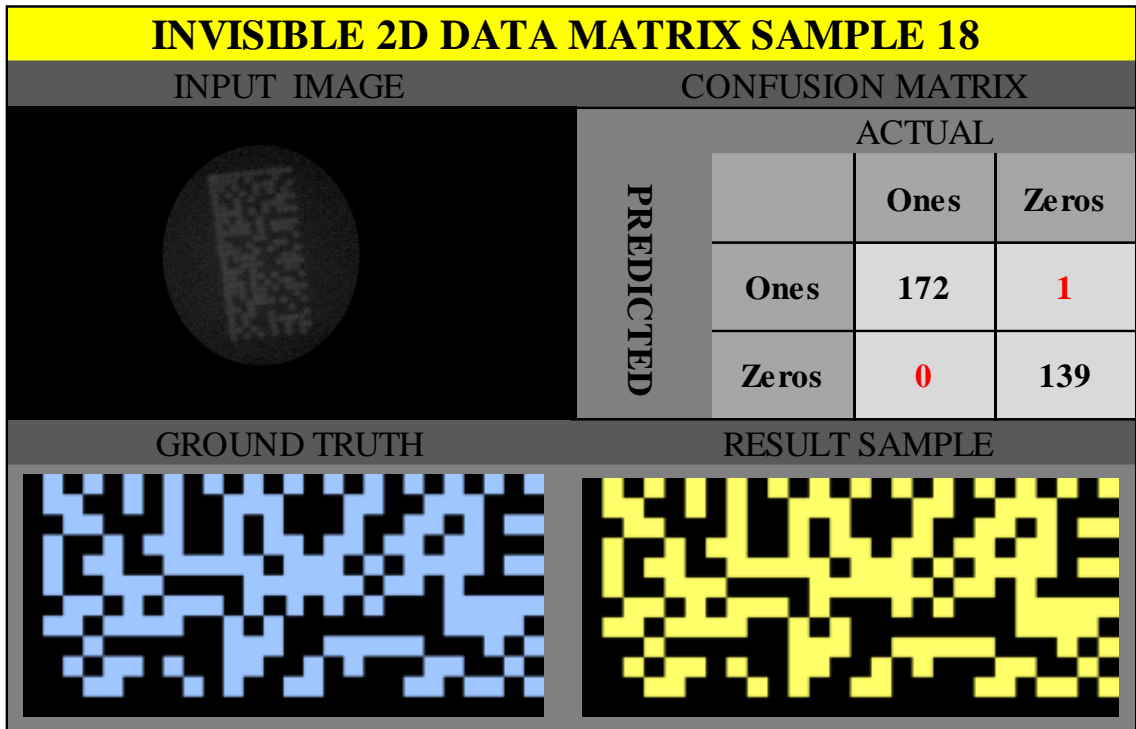 INVISIBLE 2D DATA MATRIX SAMPLE 18
INPUT IMAGE
CONFUSION MATRIX
ACTUAL
PREDICTED
Ones Zeros
Ones 172 1
Zeros 0 139
GROUND TRUTH
RESULT SAMPLE